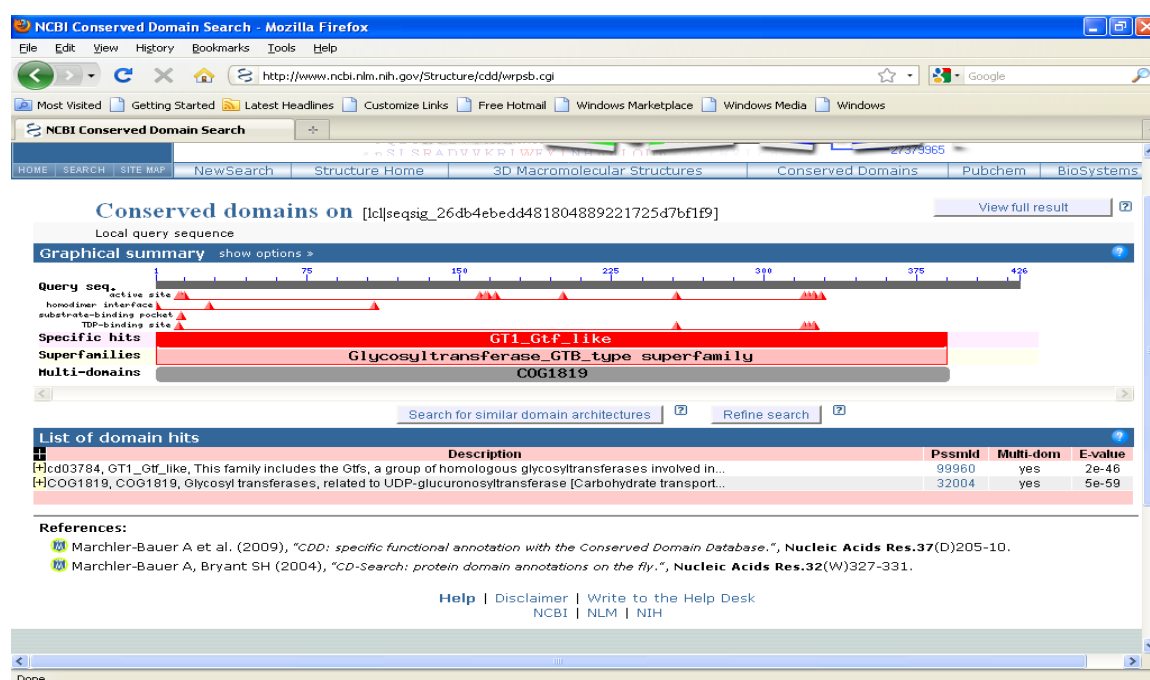 NCBI Conserved Domain Search - Mozilla Firefox
File Edit View History Bookmarks Tools Help
http://www.ncbi.nlm.nih.gov/Structure/cdd/wrpsb.cgi Google
Most Visited Getting Started Latest Headlines Customize Links Free Hotmail Windows Marketplace Windows Media Windows
NCBI Conserved Domain Search
27379965
HOME SEARCH SITE MAP NewSearch Structure Home 3D Macromolecular Structures Conserved Domains Pubchem BioSystems
Conserved domains on [lcl|seqsig_26db4ebedd481804889221725d7bf1f9] View full result ?
Local query sequence
Graphical summary show options » ?
1 75 150 225 300 375 426
Query seq.
active site
homodimer interface
substrate-binding pocket
TDP-binding site
Specific hits GT1_Gtf_like
Superfamilies Glycosyltransferase_GTB_type superfamily
Multi-domains COG1819
Search for similar domain architectures ? Refine search ?
List of domain hits ?
Description PssmId Multi-dom E-value
[+]cd03784, GT1_Gtf_like, This family includes the Gtfs, a group of homologous glycosyltransferases involved in... 99960 yes 2e-46
[+]COG1819, COG1819, Glycosyl transferases, related to UDP-glucuronosyltransferase [Carbohydrate transport... 32004 yes 5e-59
References:
Marchler-Bauer A et al. (2009), "CDD: specific functional annotation with the Conserved Domain Database.", Nucleic Acids Res.37(D)205-10.
Marchler-Bauer A, Bryant SH (2004), "CD-Search: protein domain annotations on the fly.", Nucleic Acids Res.32(W)327-331.
Help | Disclaimer | Write to the Help Desk
NCBI | NLM | NIH
Done